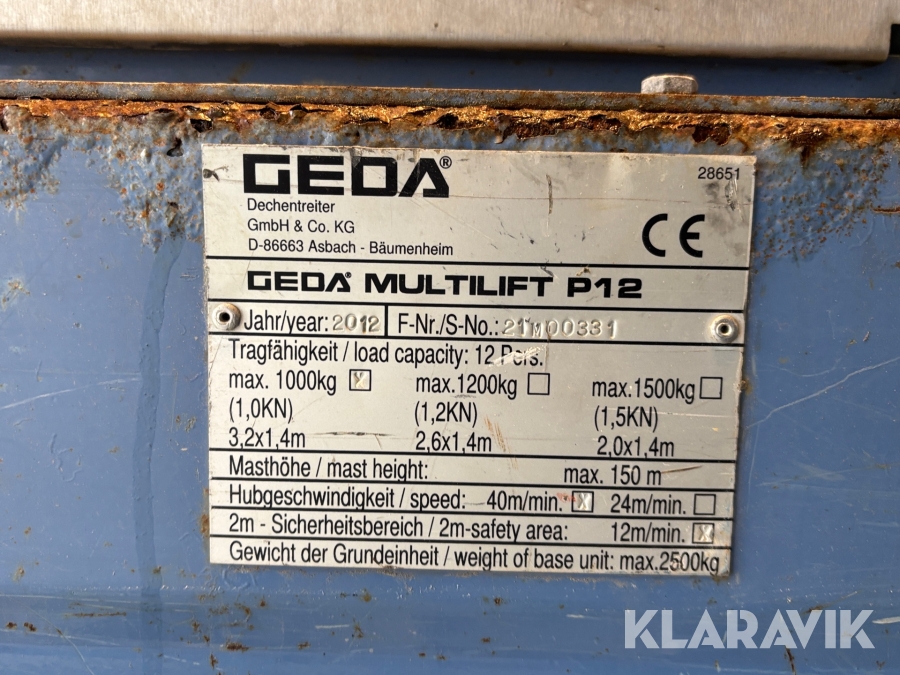 GEDA®
28651
Dechentreiter
GmbH & Co. KG
D-86663 Asbach - Bäumenheim
CE
GEDA® MULTILIFT P12
Jahr/year: 2012 F-Nr./S-No.: 21M00331
Tragfähigkeit / load capacity: 12 Pers.
max. 1000kg X max.1200kg max.1500kg
(1,0KN) (1,2KN) (1,5KN)
3,2x1,4m 2,6x1,4m 2,0x1,4m
Masthöhe / mast height: max. 150 m
Hubgeschwindigkeit / speed: 40m/min. X 24m/min.
2m - Sicherheitsbereich / 2m-safety area: 12m/min. X
Gewicht der Grundeinheit / weight of base unit: max.2500kg
KLARAVIK